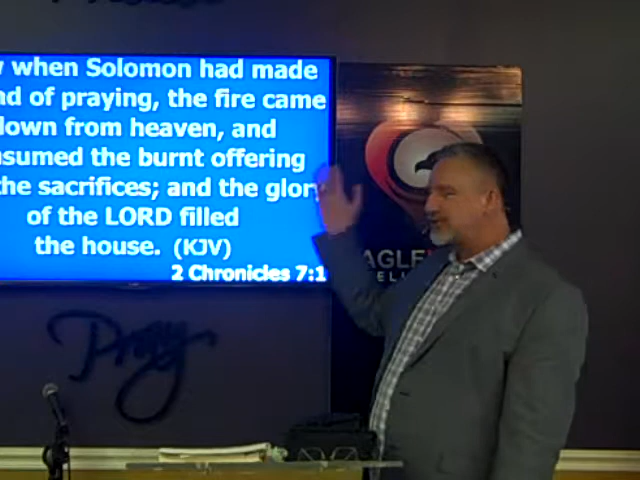 when Solomon had made
of praying, the fire came
from heaven, and
the burnt offering
the sacrifices; and the
of the LORD filled
the house. (KJV)
2 Chronicles 7:1
Pray